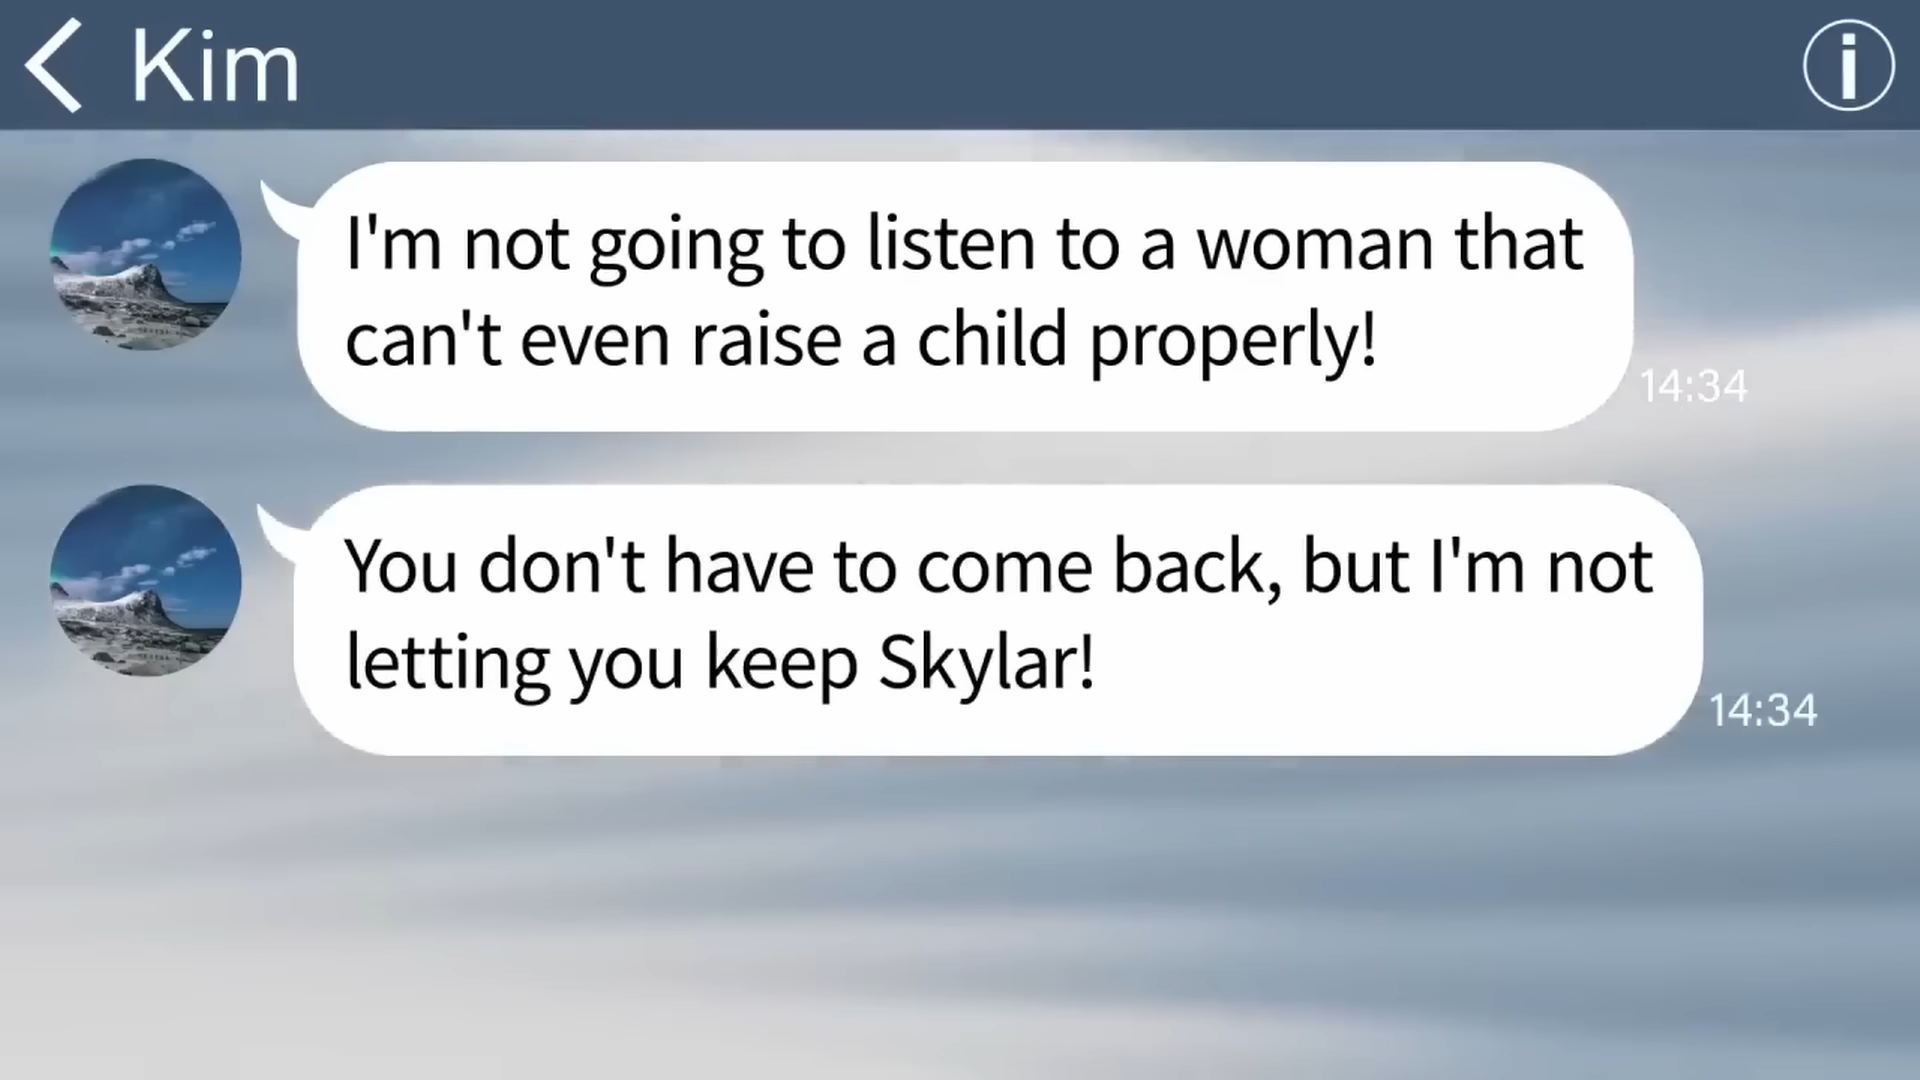 Kim
I'm not going to listen to a woman that
can't even raise a child properly!
14:34
You don't have to come back, but I'm not
letting you keep Skylar!
14:34